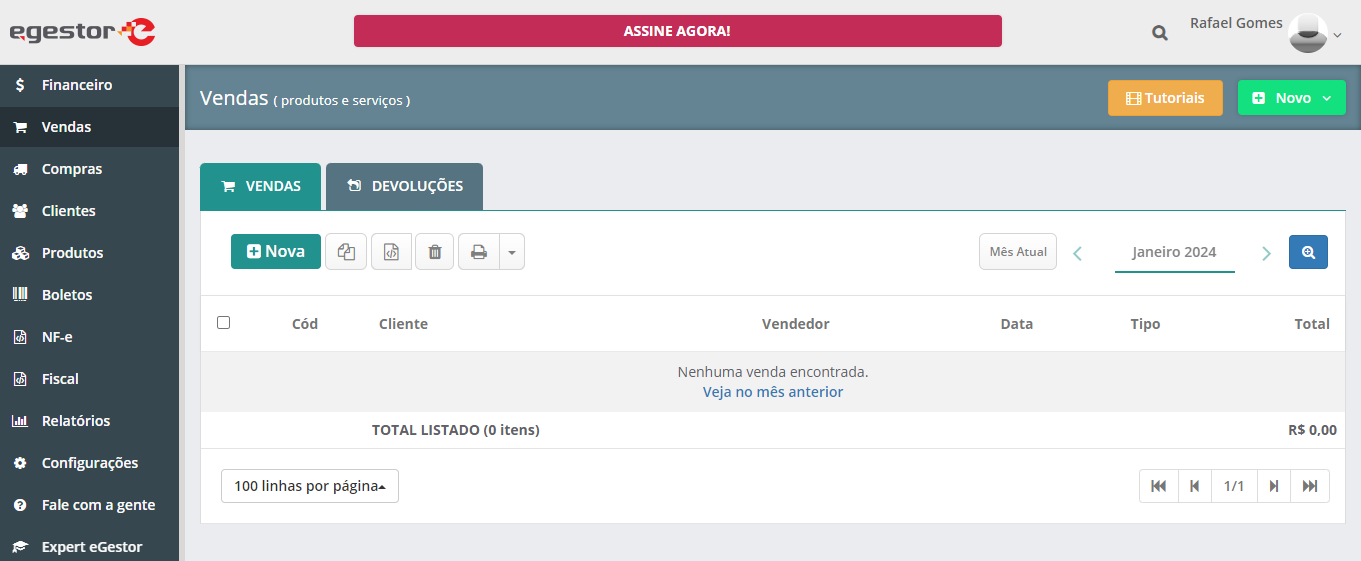 egestor
ASSINE AGORA!
Rafael Gomes
Financeiro
Vendas
Compras
Clientes
Produtos
Boletos
NF-e
Fiscal
Relatórios
Configurações
Fale com a gente
Expert eGestor
Vendas ( produtos e serviços )
Tutoriais
Novo
VENDAS
DEVOLUÇÕES
Nova
Mês Atual
Janeiro 2024
Cód Cliente Vendedor Data Tipo Total
Nenhuma venda encontrada.
Veja no mês anterior
TOTAL LISTADO (0 itens) R$ 0,00
100 linhas por página
1/1